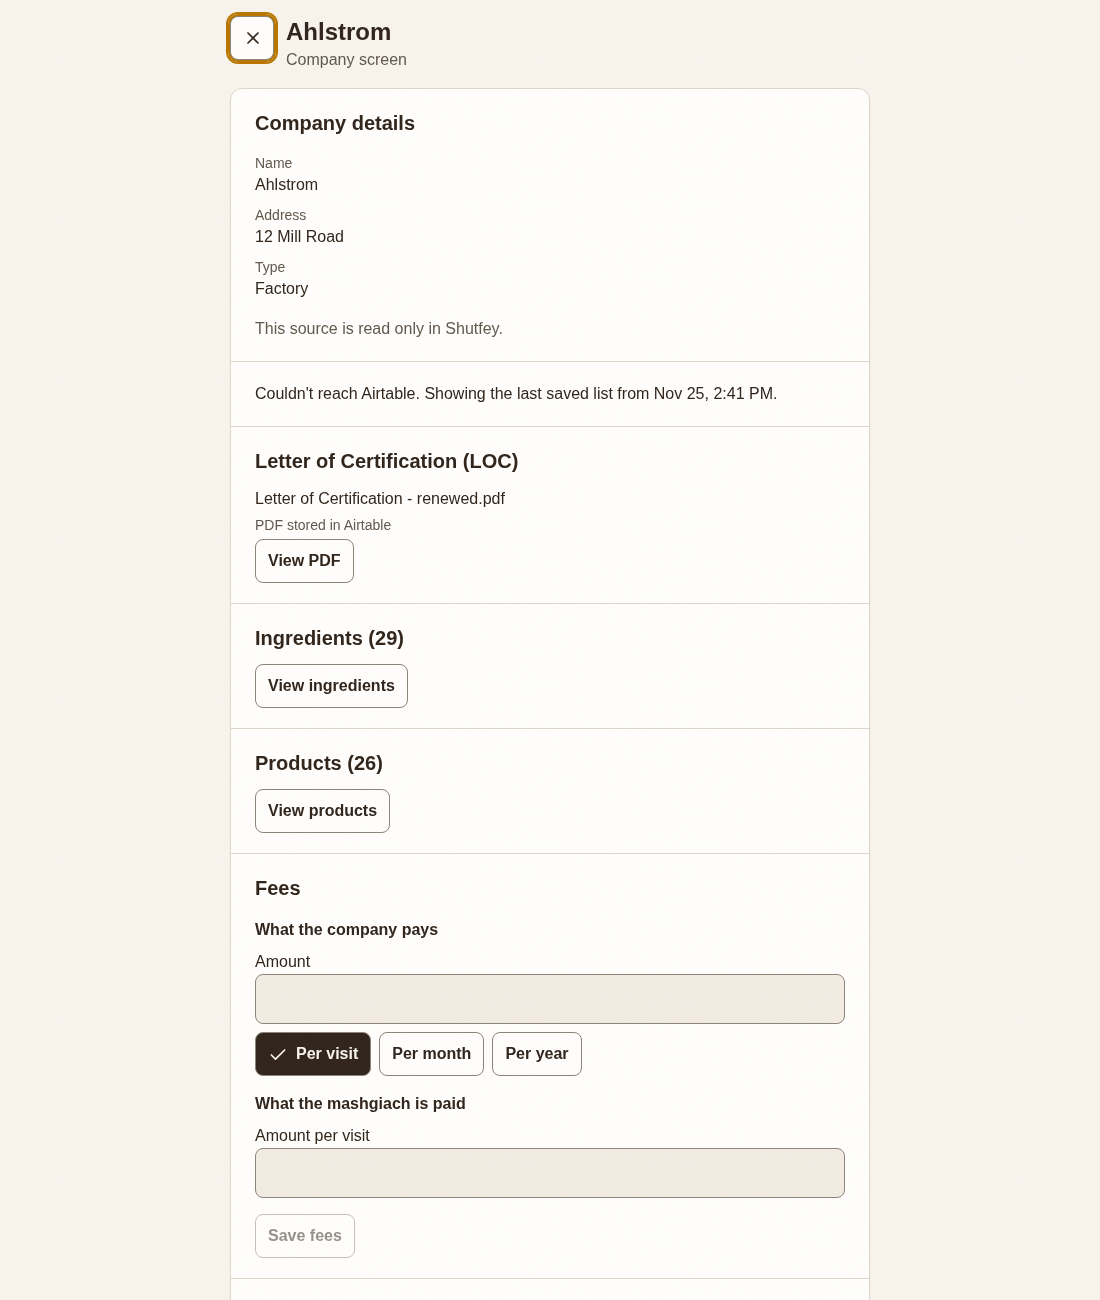 Ahlstrom
Company screen
Company details
Name
Ahlstrom
Address
12 Mill Road
Type
Factory
This source is read only in Shutfey.
Couldn't reach Airtable. Showing the last saved list from Nov 25, 2:41 PM.
Letter of Certification (LOC)
Letter of Certification - renewed.pdf
PDF stored in Airtable
View PDF
Ingredients (29)
View ingredients
Products (26)
View products
Fees
What the company pays
Amount
Per visit Per month Per year
What the mashgiach is paid
Amount per visit
Save fees